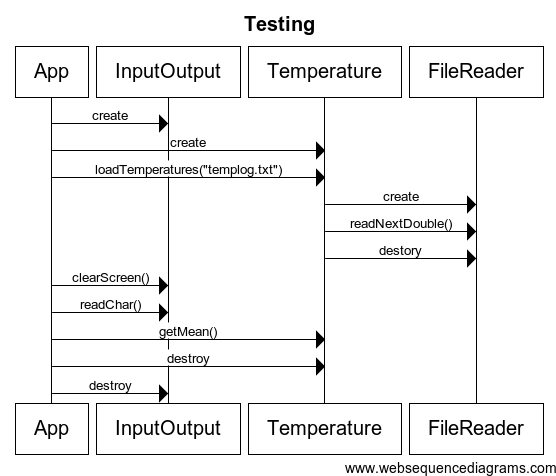 Testing
App InputOutput Temperature FileReader
create
create
loadTemperatures("templog.txt")
create
readNextDouble()
destory
clearScreen()
readChar()
getMean()
destroy
destroy
App InputOutput Temperature FileReader
www.websequencediagrams.com